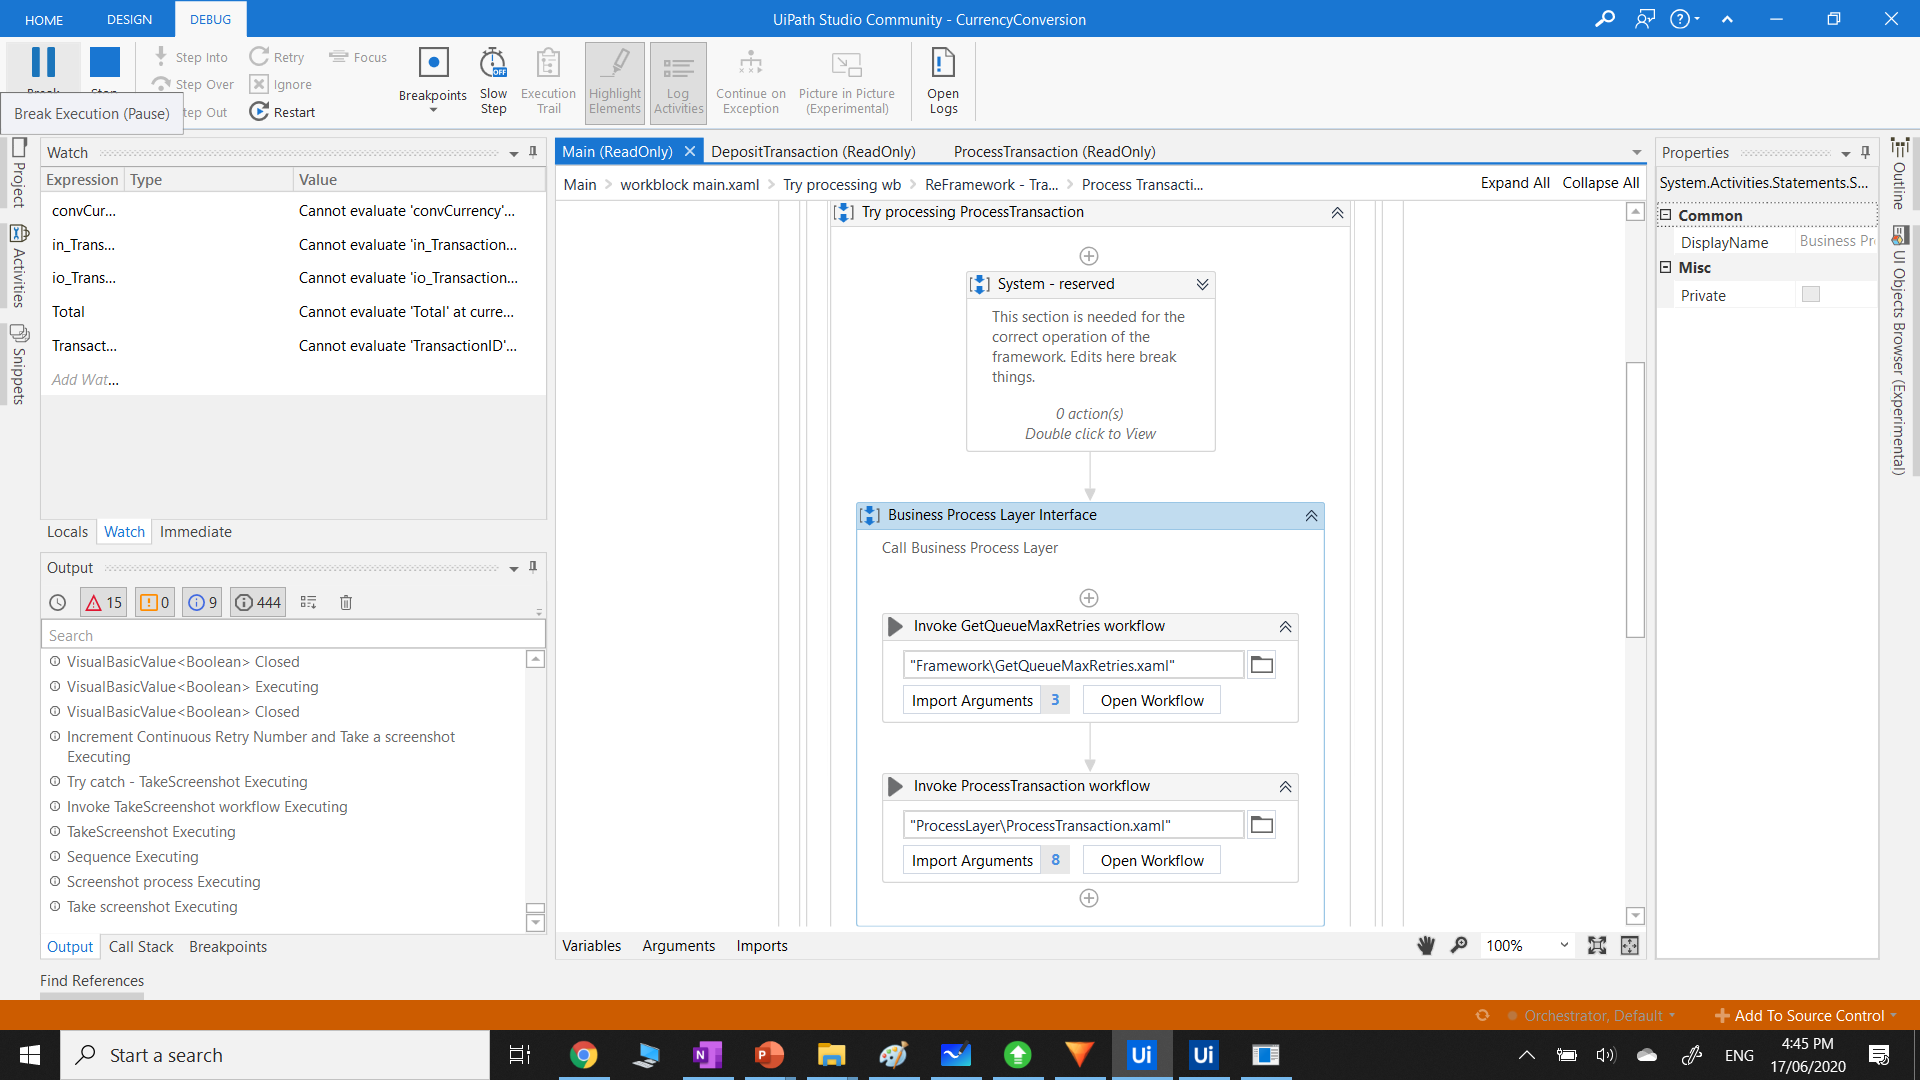 HOME DESIGN DEBUG UiPath Studio Community - CurrencyConversion
Step Into Retry Focus
Step Over Ignore
Restart
Break Execution (Pause)
Breakpoints
Slow Step
Execution Trail
Highlight Elements
Log Activities
Continue on Exception
Picture in Picture (Experimental)
Open Logs
Project
Activities
Snippets
Watch
Expression Type Value
convCur... Cannot evaluate 'convCurrency'...
in_Trans... Cannot evaluate 'in_Transaction...
io_Trans... Cannot evaluate 'io_Transaction...
Total Cannot evaluate 'Total' at curre...
Transact... Cannot evaluate 'TransactionID'...
Add Wat...
Locals Watch Immediate
Output
15 0 9 444
Search
VisualBasicValue<Boolean> Closed
VisualBasicValue<Boolean> Executing
VisualBasicValue<Boolean> Closed
Increment Continuous Retry Number and Take a screenshot
Executing
Try catch - TakeScreenshot Executing
Invoke TakeScreenshot workflow Executing
TakeScreenshot Executing
Sequence Executing
Screenshot process Executing
Take screenshot Executing
Output Call Stack Breakpoints
Find References
Main (ReadOnly) DepositTransaction (ReadOnly) ProcessTransaction (ReadOnly)
Main > workblock main.xaml > Try processing wb > ReFramework - Tra... > Process Transacti... Expand All Collapse All
Try processing ProcessTransaction
System - reserved
This section is needed for the
correct operation of the
framework. Edits here break
things.
0 action(s)
Double click to View
Business Process Layer Interface
Call Business Process Layer
Invoke GetQueueMaxRetries workflow
"Framework\GetQueueMaxRetries.xaml"
Import Arguments 3 Open Workflow
Invoke ProcessTransaction workflow
"ProcessLayer\ProcessTransaction.xaml"
Import Arguments 8 Open Workflow
Variables Arguments Imports 100%
Properties
System.Activities.Statements.S...
Common
DisplayName Business Pr
Misc
Private
Outline
UI Objects Browser (Experimental)
Orchestrator, Default Add To Source Control
Start a search
ENG
4:45 PM
17/06/2020